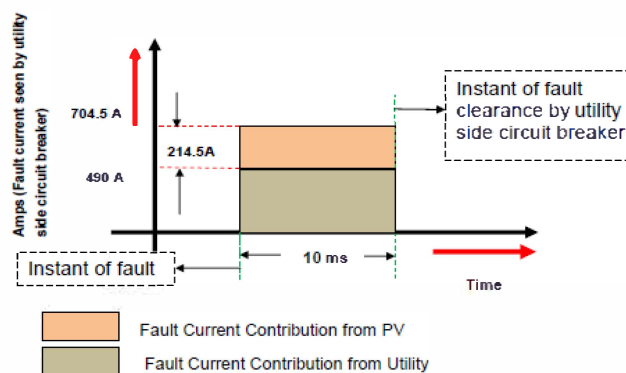 Amps (Fault current seen by utility
side circuit breaker)
704.5 A
214.5A
490 A
Instant of fault
clearance by utility
side circuit breaker
Instant of fault
10 ms
Time
Fault Current Contribution from PV
Fault Current Contribution from Utility